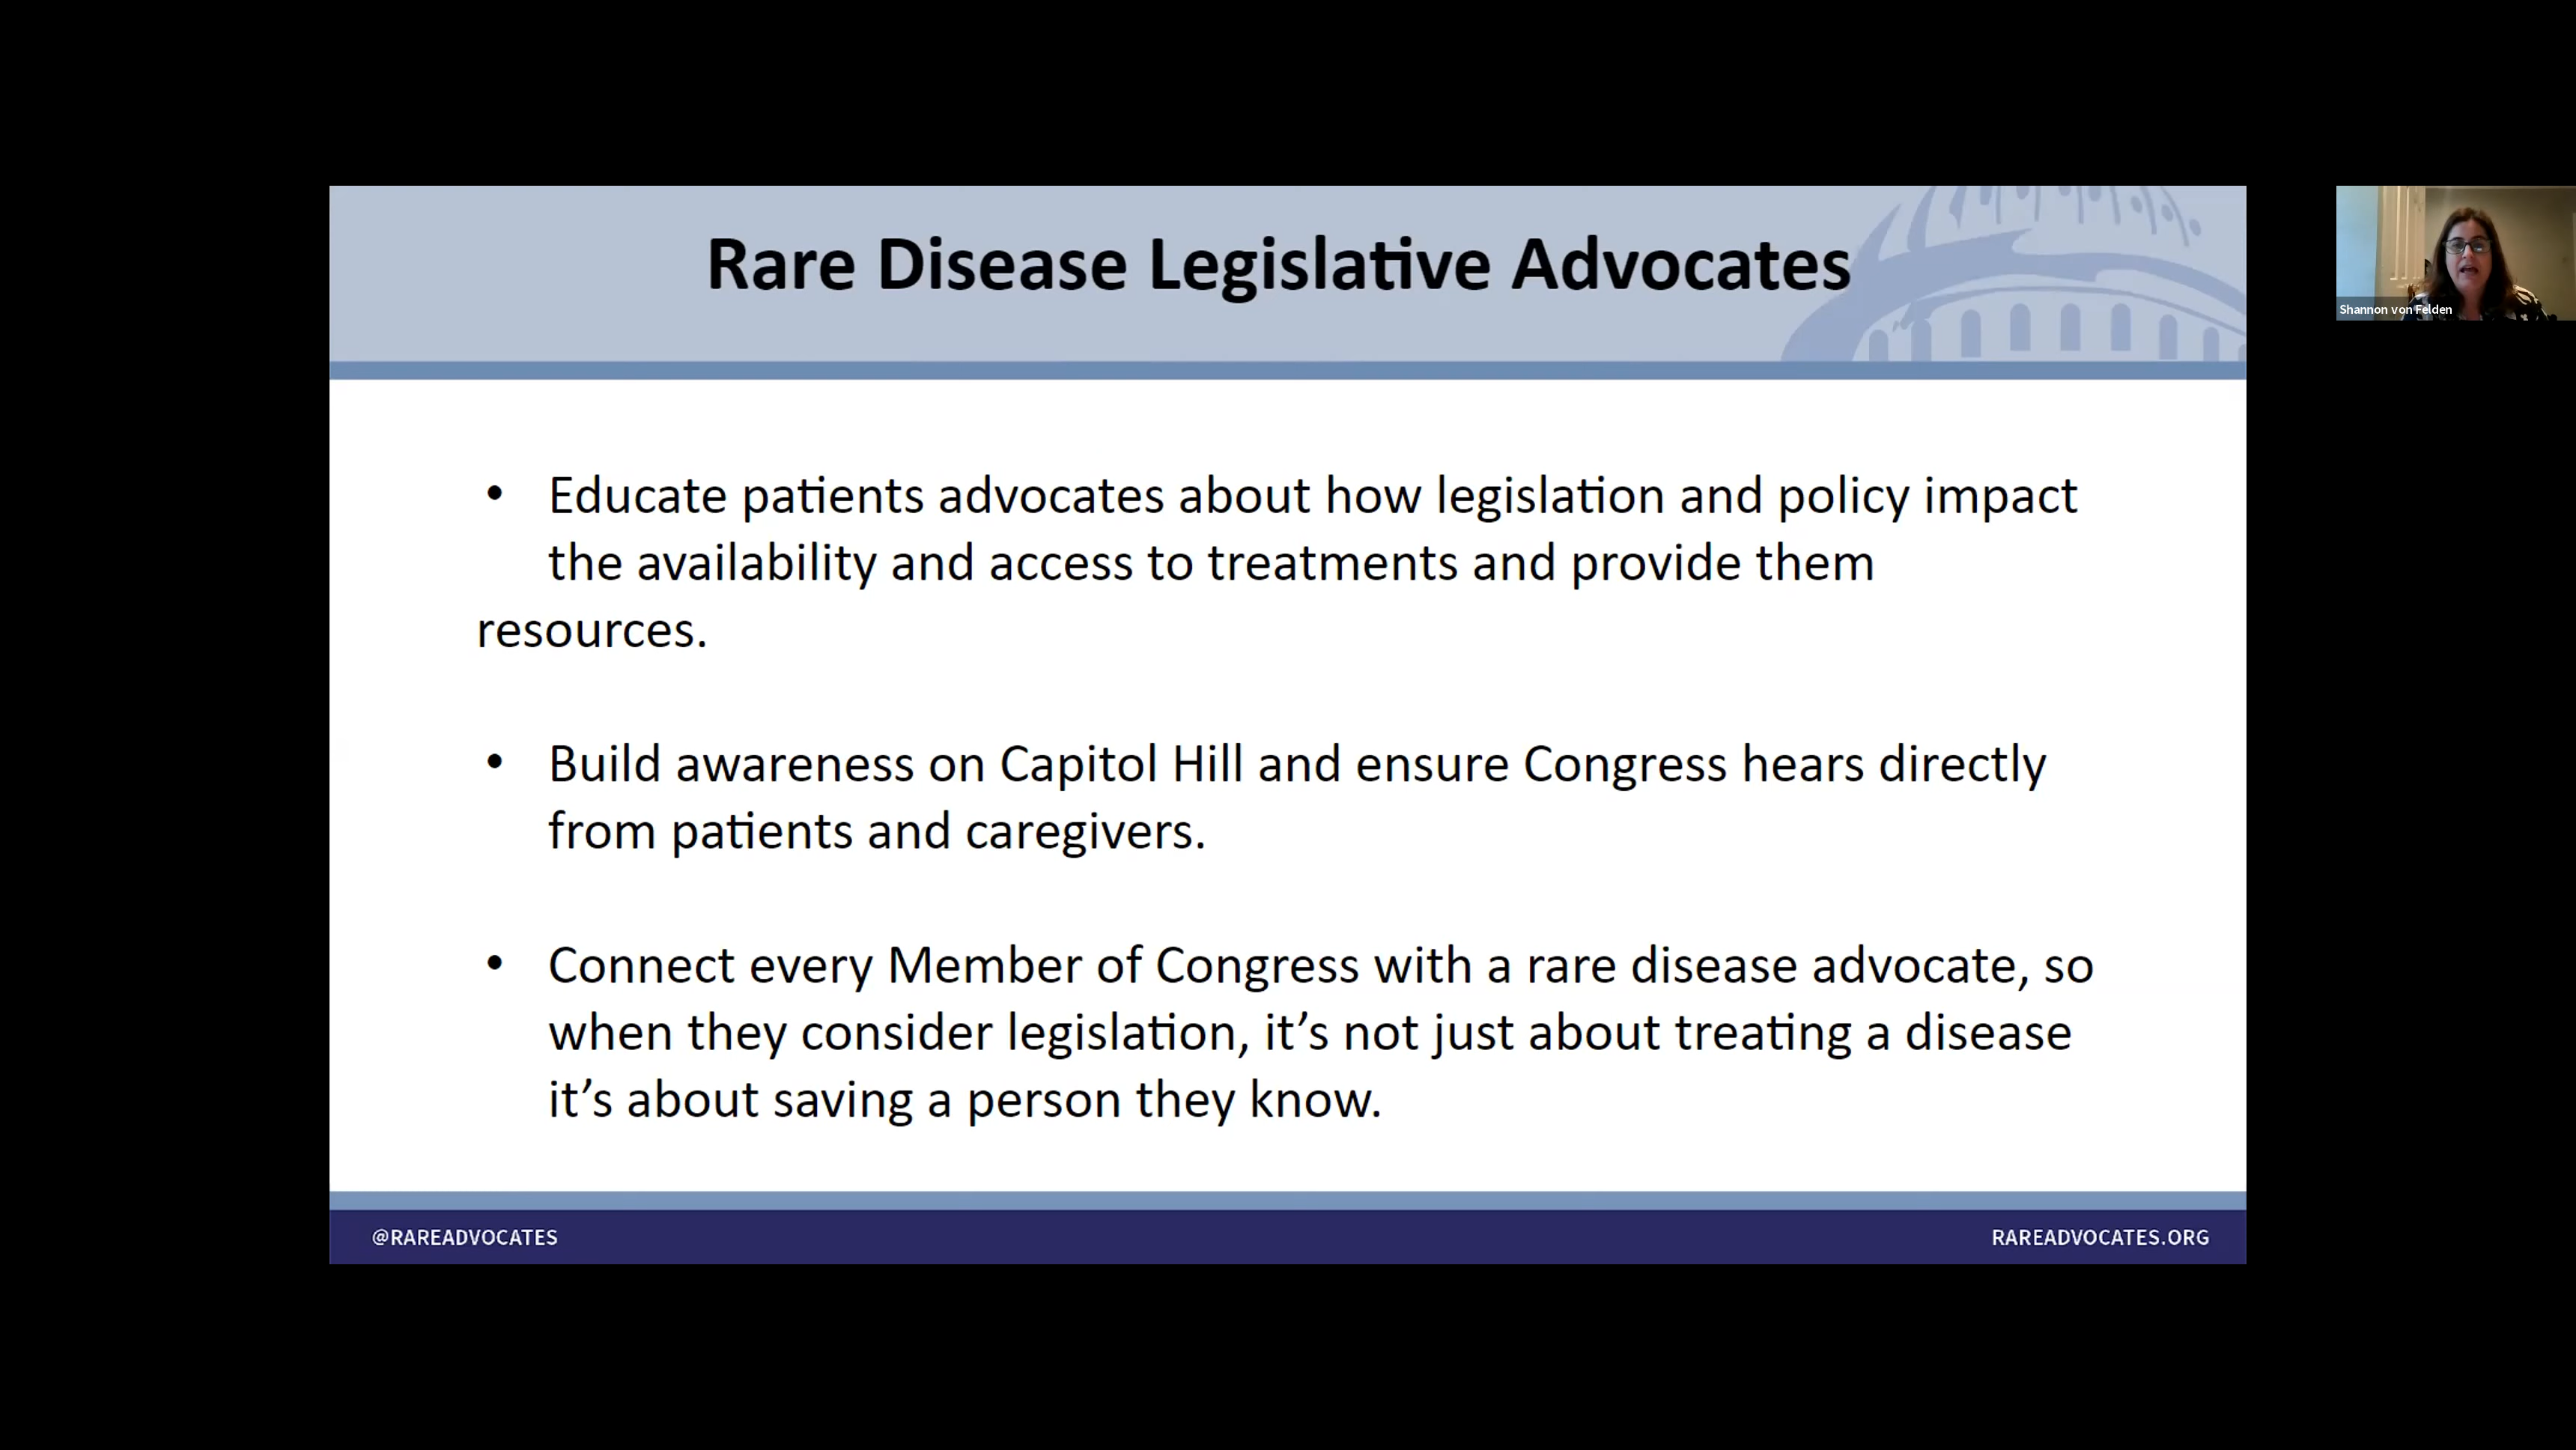 Rare Disease Legislative Advocates
Shannon von Felden
• Educate patients advocates about how legislation and policy impact
the availability and access to treatments and provide them
resources.
• Build awareness on Capitol Hill and ensure Congress hears directly
from patients and caregivers.
• Connect every Member of Congress with a rare disease advocate, so
when they consider legislation, it’s not just about treating a disease
it’s about saving a person they know.
@RAREADVOCATES
RAREADVOCATES.ORG